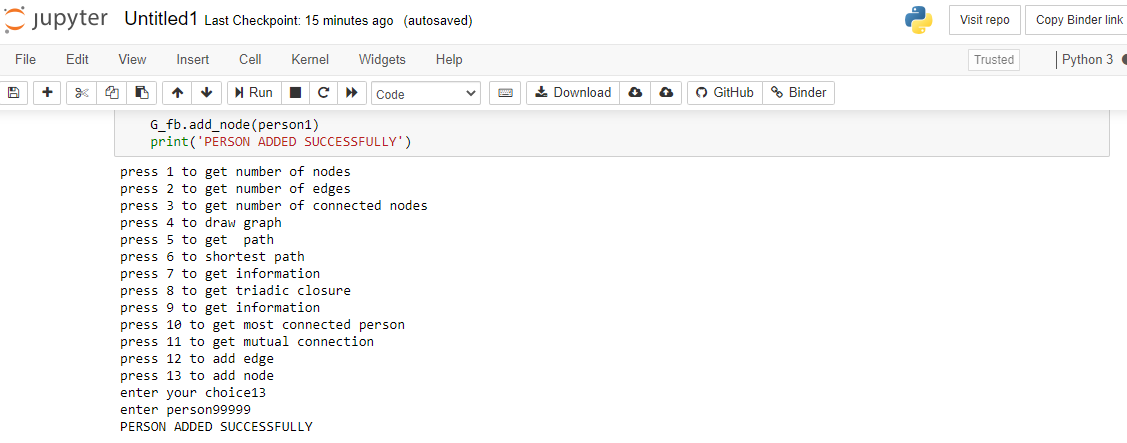 jupyter Untitled1 Last Checkpoint: 15 minutes ago (autosaved) Visit repo Copy Binder link
File Edit View Insert Cell Kernel Widgets Help Trusted Python 3
Run Code Download GitHub Binder
G_fb.add_node(person1)
print('PERSON ADDED SUCCESSFULLY')
press 1 to get number of nodes
press 2 to get number of edges
press 3 to get number of connected nodes
press 4 to draw graph
press 5 to get  path
press 6 to shortest path
press 7 to get information
press 8 to get triadic closure
press 9 to get information
press 10 to get most connected person
press 11 to get mutual connection
press 12 to add edge
press 13 to add node
enter your choice13
enter person99999
PERSON ADDED SUCCESSFULLY